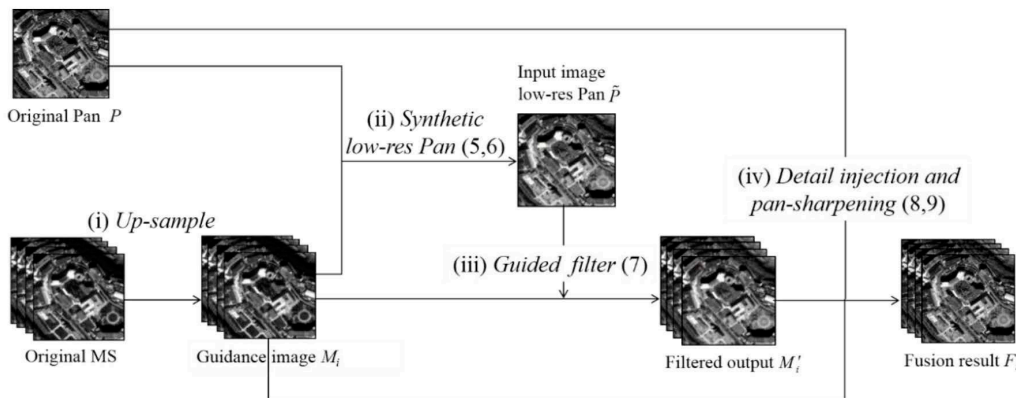 Original Pan P
Input image
low-res Pan P̃
(ii) Synthetic
low-res Pan (5,6)
(iv) Detail injection and
pan-sharpening (8,9)
(i) Up-sample
(iii) Guided filter (7)
Original MS
Guidance image Mᵢ
Filtered output M′ᵢ
Fusion result Fᵢ